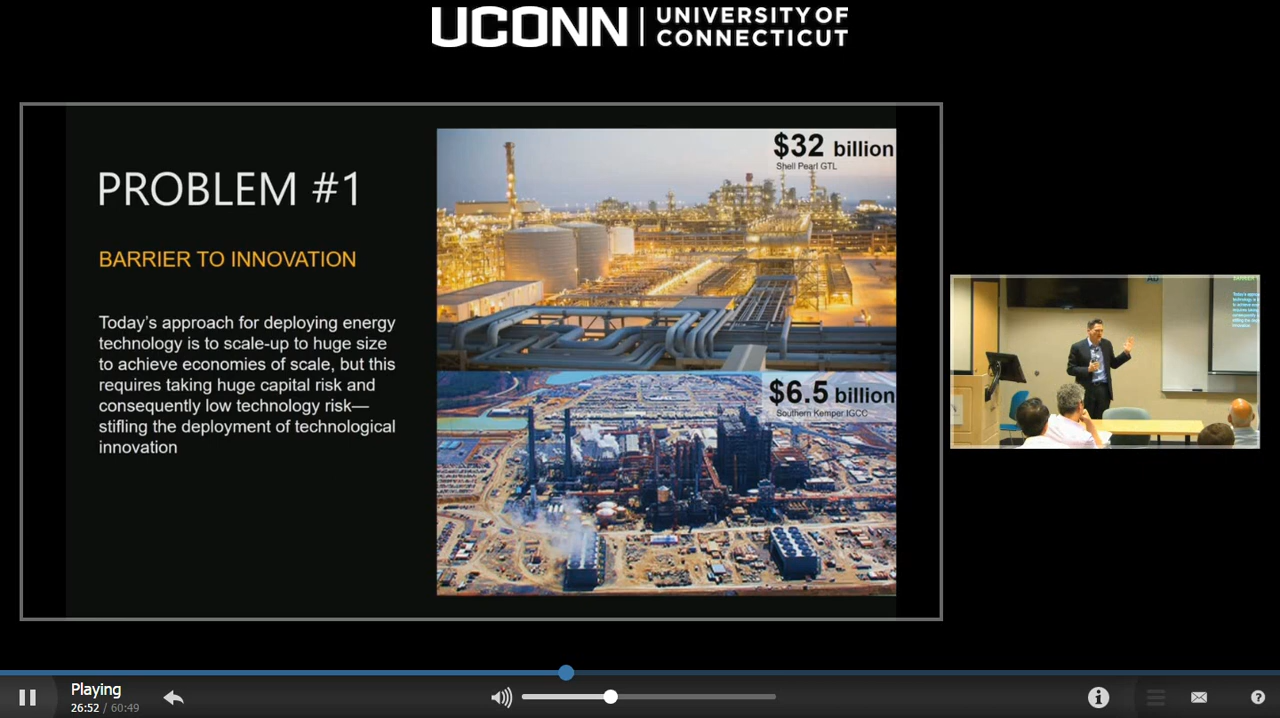 UCONN
UNIVERSITY OF
CONNECTICUT
PROBLEM #1
BARRIER TO INNOVATION
Today's approach for deploying energy
technology is to scale-up to huge size
to achieve economies of scale, but this
requires taking huge capital risk and
consequently low technology risk—
stifling the deployment of technological
innovation
$32 billion
Shell Pearl GTL
$6.5 billion
Southern Kemper IGCC
Playing
26:52 / 60:49